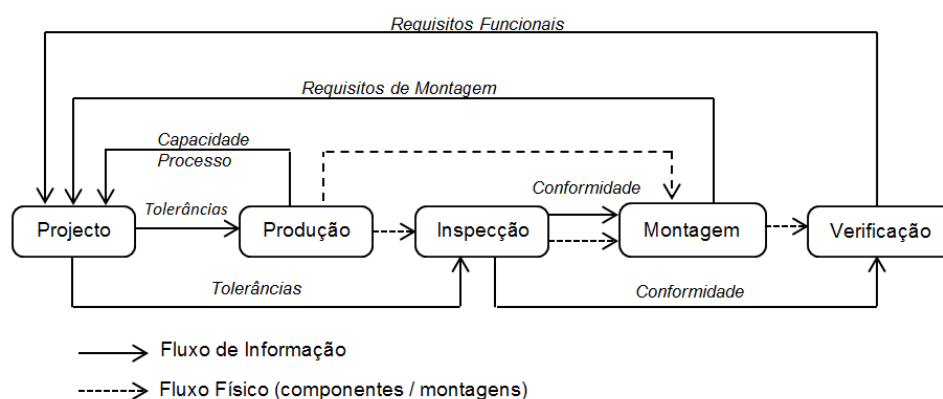 Requisitos Funcionais
Requisitos de Montagem
Capacidade
Processo
Conformidade
Tolerâncias
Projecto
Produção
Inspecção
Montagem
Verificação
Tolerâncias
Conformidade
Fluxo de Informação
Fluxo Físico (componentes / montagens)